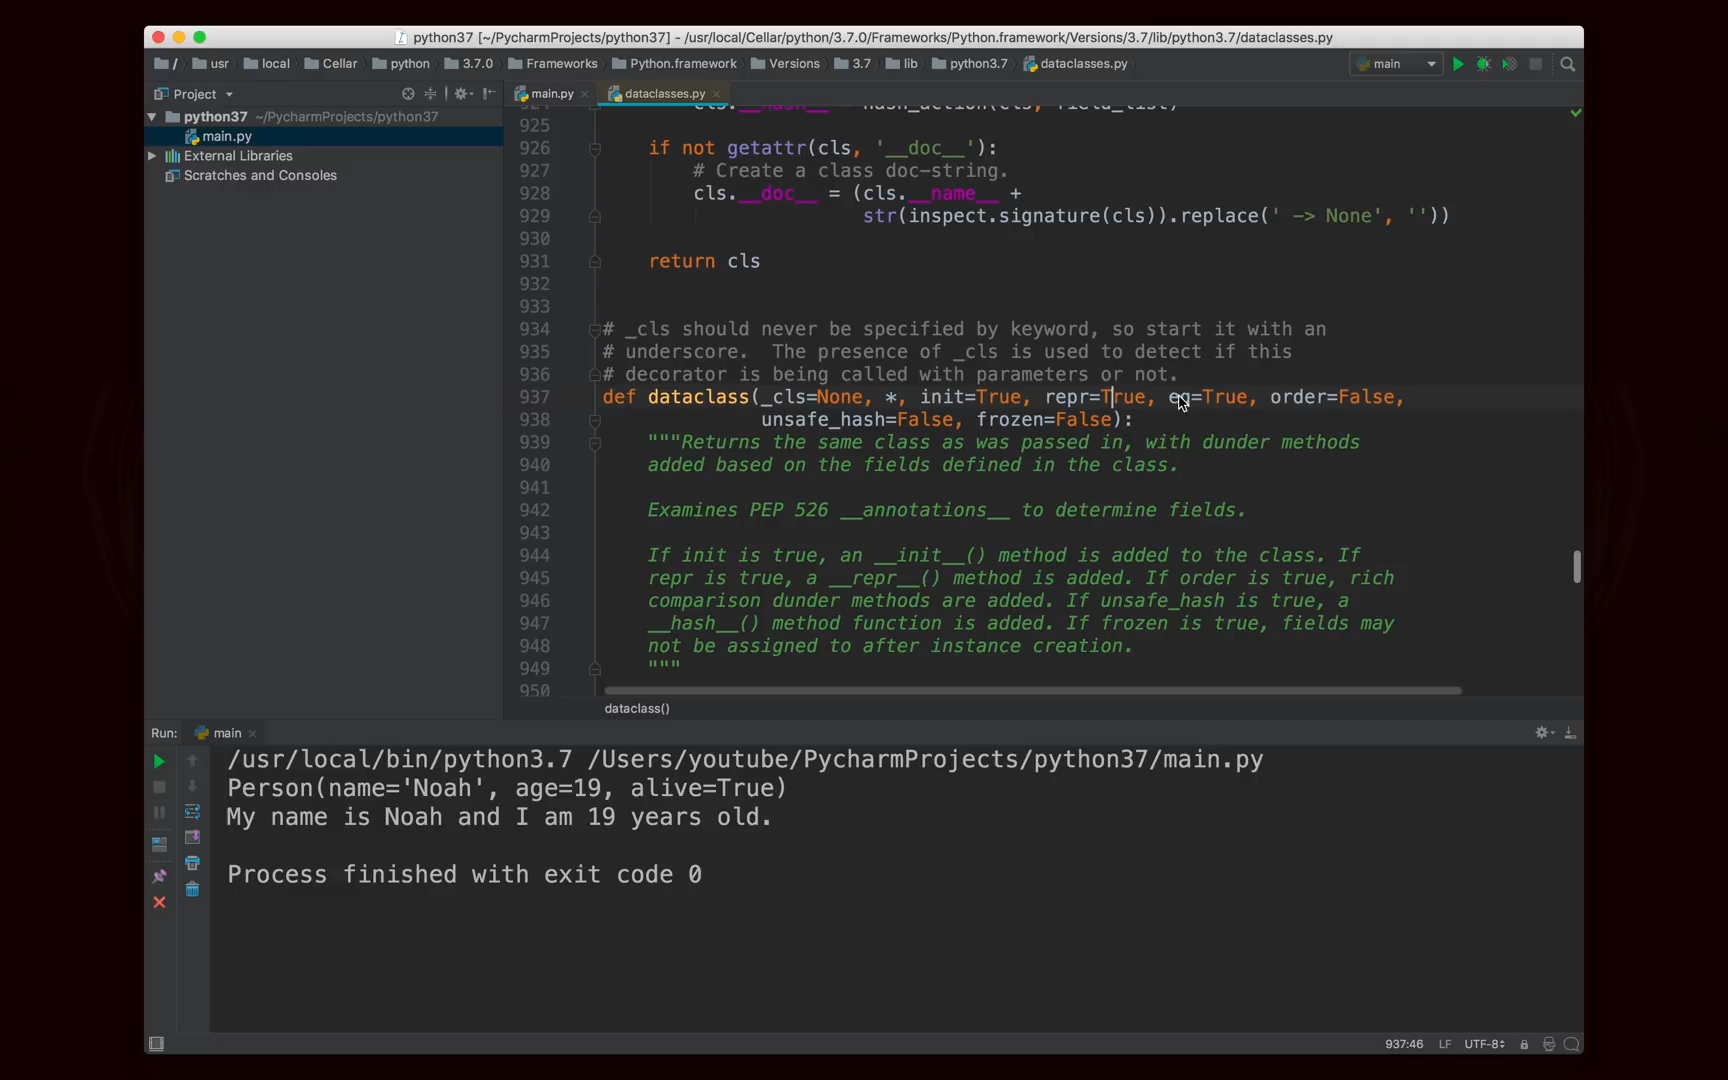 python37 [~/PycharmProjects/python37] - /usr/local/Cellar/python/3.7.0/Frameworks/Python.framework/Versions/3.7/lib/python3.7/dataclasses.py
/ usr local Cellar python 3.7.0 Frameworks Python.framework Versions 3.7 lib python3.7 dataclasses.py main
Project main.py dataclasses.py
python37 ~/PycharmProjects/python37
main.py
External Libraries
Scratches and Consoles
924 cls.__hash__ = hash_action(cls, field_list)
925
926 if not getattr(cls, '__doc__'):
927 # Create a class doc-string.
928 cls.__doc__ = (cls.__name__ +
929 str(inspect.signature(cls)).replace(' -> None', ''))
930
931 return cls
932
933
934 # _cls should never be specified by keyword, so start it with an
935 # underscore.  The presence of _cls is used to detect if this
936 # decorator is being called with parameters or not.
937 def dataclass(_cls=None, *, init=True, repr=True, eq=True, order=False,
938 unsafe_hash=False, frozen=False):
939 """Returns the same class as was passed in, with dunder methods
940 added based on the fields defined in the class.
941
942 Examines PEP 526 __annotations__ to determine fields.
943
944 If init is true, an __init__() method is added to the class. If
945 repr is true, a __repr__() method is added. If order is true, rich
946 comparison dunder methods are added. If unsafe_hash is true, a
947 __hash__() method function is added. If frozen is true, fields may
948 not be assigned to after instance creation.
949 """
950
dataclass()
Run: main
/usr/local/bin/python3.7 /Users/youtube/PycharmProjects/python37/main.py
Person(name='Noah', age=19, alive=True)
My name is Noah and I am 19 years old.
Process finished with exit code 0
937:46 LF UTF-8